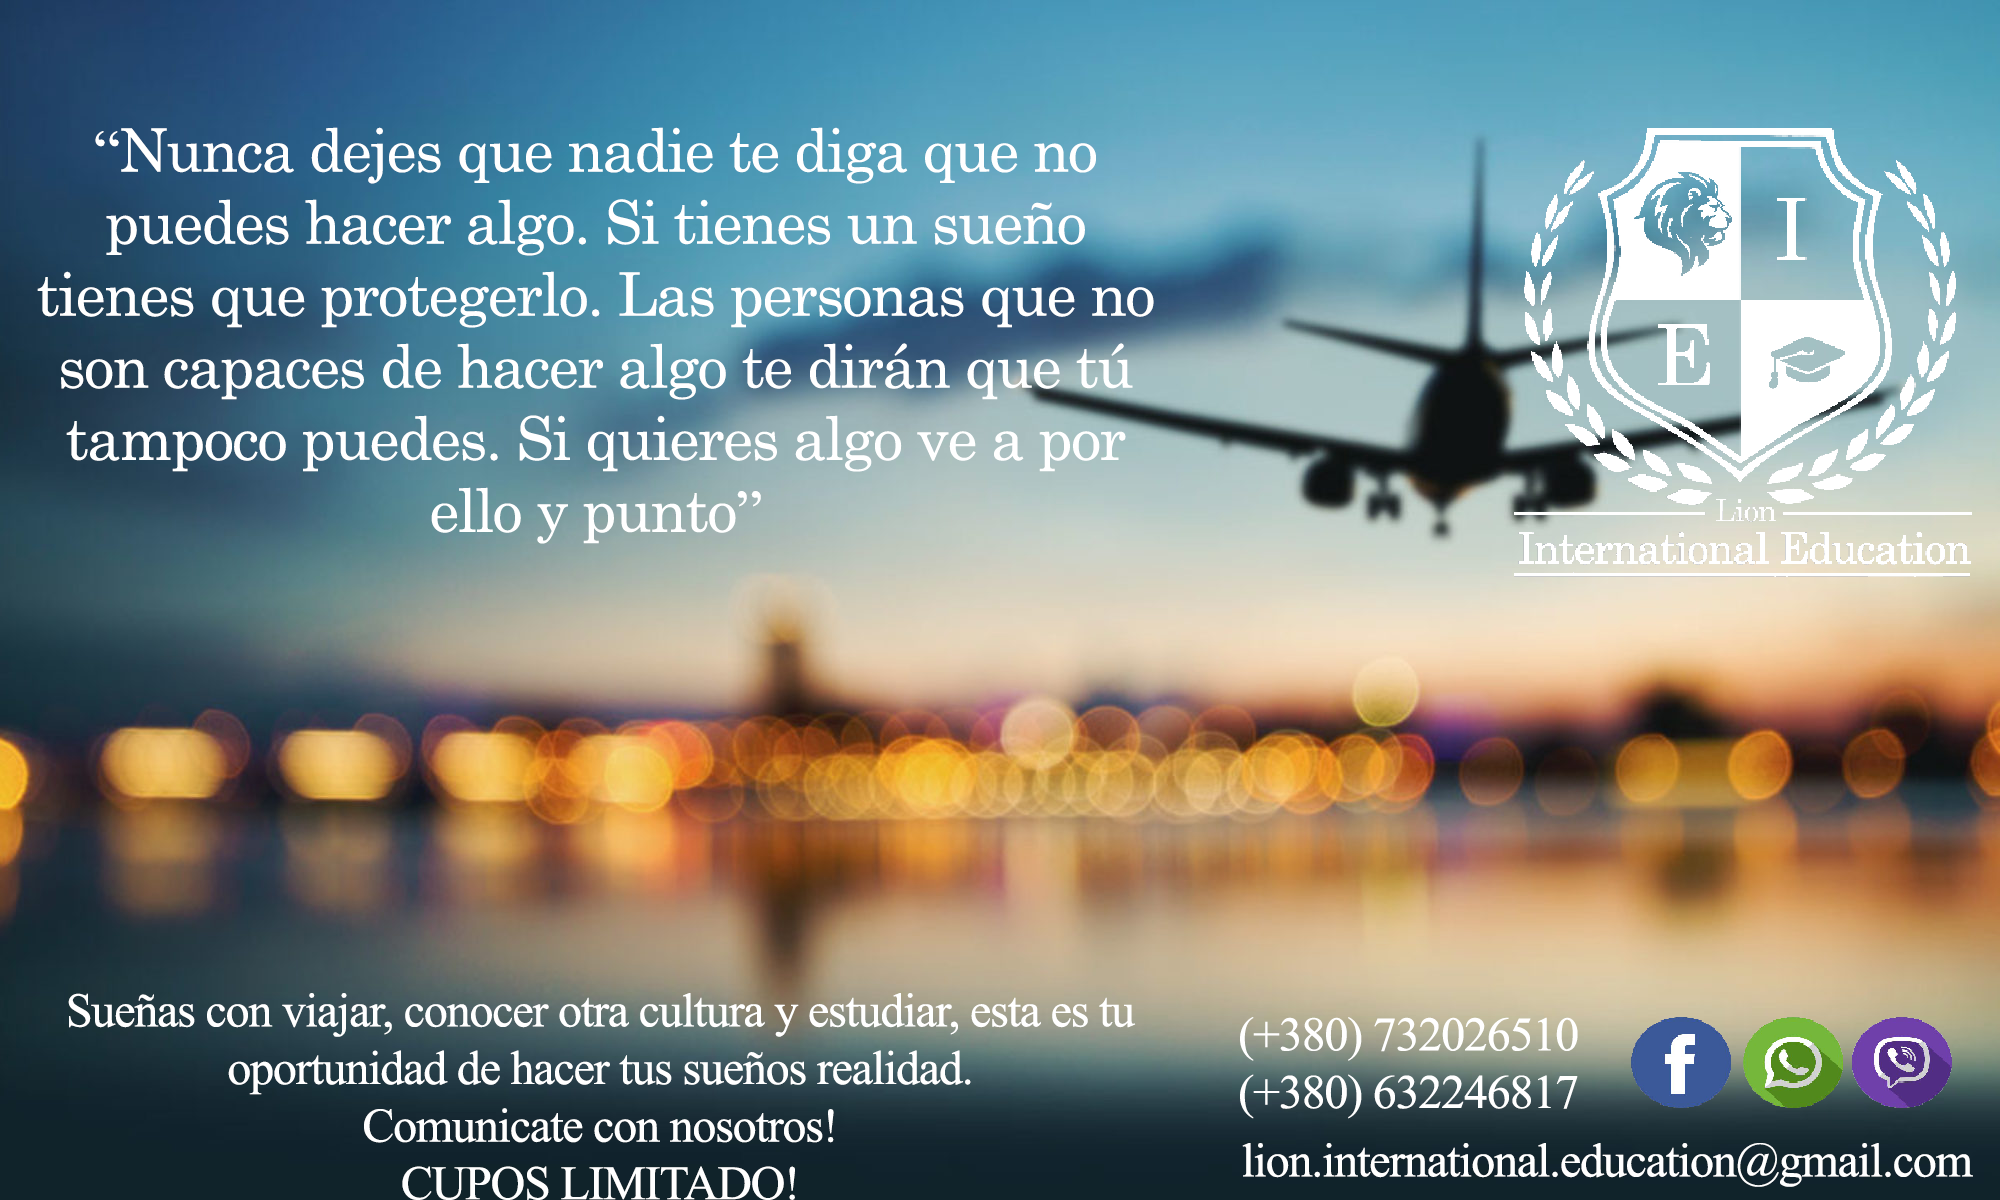 “Nunca dejes que nadie te diga que no
puedes hacer algo. Si tienes un sueño
tienes que protegerlo. Las personas que no
son capaces de hacer algo te dirán que tú
tampoco puedes. Si quieres algo ve a por
ello y punto”
I
E
Lion
International Education
Sueñas con viajar, conocer otra cultura y estudiar, esta es tu
oportunidad de hacer tus sueños realidad.
Comunicate con nosotros!
CUPOS LIMITADO!
(+380) 732026510
(+380) 632246817
lion.international.education@gmail.com